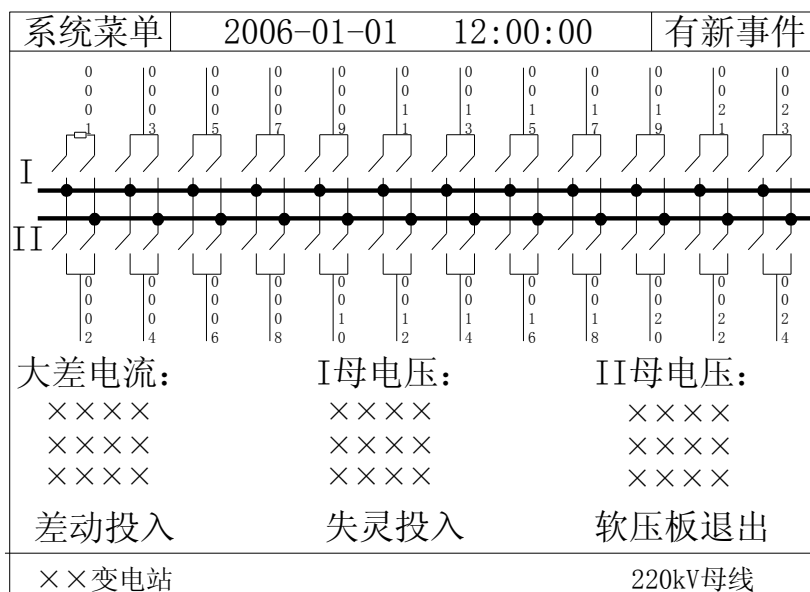 系统菜单 2006-01-01 12:00:00 有新事件
0001 0003 0005 0007 0009 0011 0013 0015 0017 0019 0021 0023
I
II
0002 0004 0006 0008 0010 0012 0014 0016 0018 0020 0022 0024
大差电流： I母电压： II母电压：
×××× ×××× ××××
×××× ×××× ××××
×××× ×××× ××××
差动投入 失灵投入 软压板退出
××变电站 220kV母线